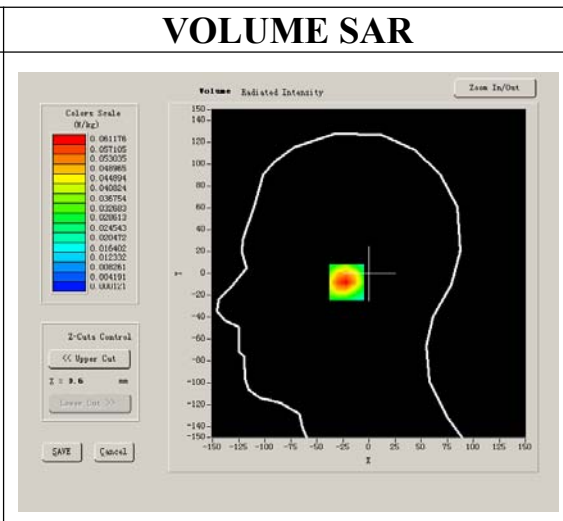 VOLUME SAR
Volume Radiated Intensity
Zoom In/Out
Colors Scale
(W/kg)
0.061176
0.057105
0.053035
0.048965
0.044894
0.040824
0.036754
0.032683
0.028613
0.024543
0.020472
0.016402
0.012332
0.008261
0.004191
0.000121
150
140
120
100
80
60
40
20
0
-20
-40
-60
-80
-100
-120
-140
-150
Y
-150 -125 -100 -75 -50 -25 0 25 50 75 100 125 150
X
Z-Cuts Control
<< Upper Cut
Lower Cut >>
SAVE
Cancel